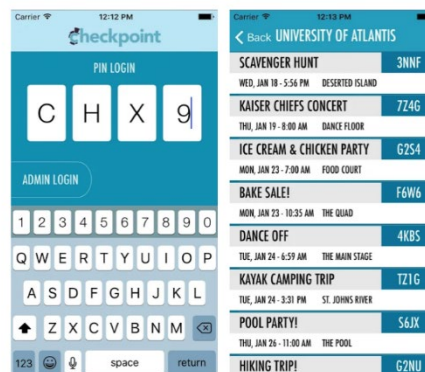 Carrier 12:12 PM
Checkpoint
PIN LOGIN
C H X 9
ADMIN LOGIN
1 2 3 4 5 6 7 8 9 0
Q W E R T Y U I O P
A S D F G H J K L
Z X C V B N M
123 space return
Carrier 12:13 PM
Back UNIVERSITY OF ATLANTIS
SCAVENGER HUNT 3NNF
WED, JAN 18 - 5:56 PM DESERTED ISLAND
KAISER CHIEFS CONCERT 7Z4G
THU, JAN 19 - 8:00 AM DANCE FLOOR
ICE CREAM & CHICKEN PARTY G2S4
MON, JAN 23 - 7:00 AM FOOD COURT
BAKE SALE! F6W6
MON, JAN 23 - 10:35 AM THE QUAD
DANCE OFF 4KBS
TUE, JAN 24 - 6:59 AM THE MAIN STAGE
KAYAK CAMPING TRIP TZ1G
TUE, JAN 24 - 3:31 PM ST. JOHNS RIVER
POOL PARTY! S6JX
THU, JAN 26 - 11:00 AM THE POOL
HIKING TRIP! G2NU